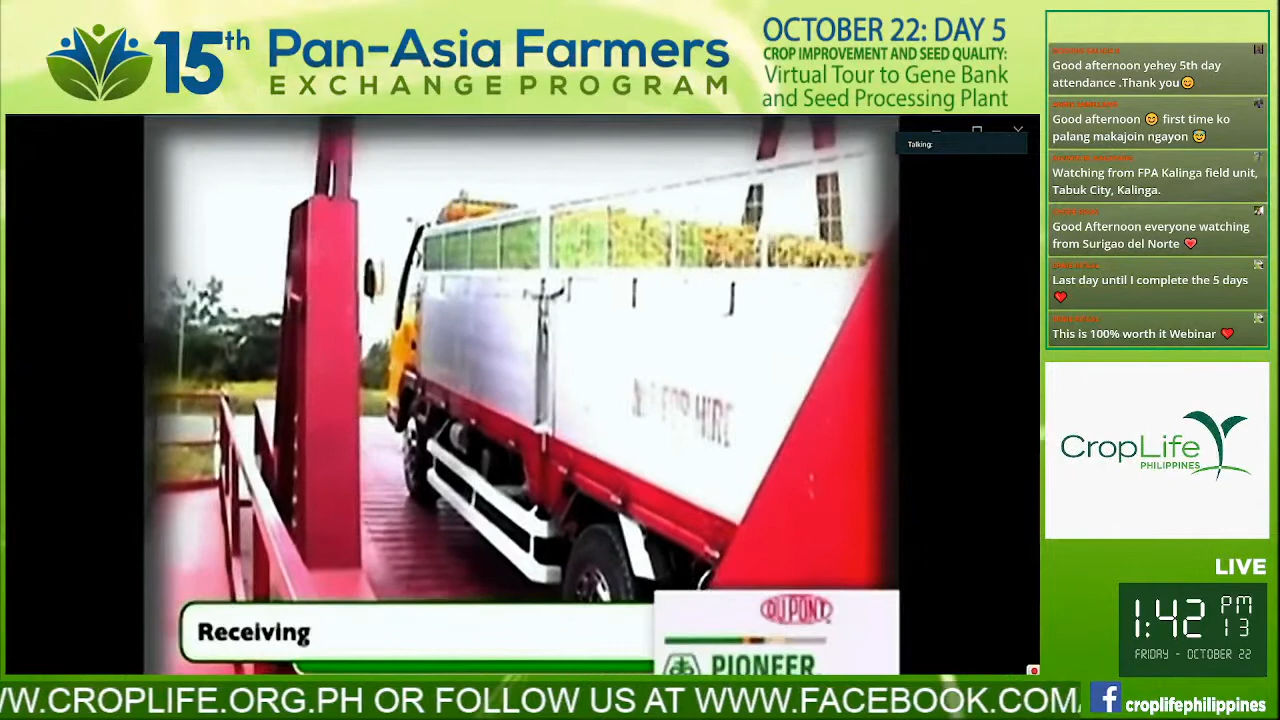 15th
Pan-Asia Farmers
EXCHANGE PROGRAM
OCTOBER 22: DAY 5
CROP IMPROVEMENT AND SEED QUALITY:
Virtual Tour to Gene Bank
and Seed Processing Plant
Talking:
FOR HIRE
Receiving
DUPONT
PIONEER
Good afternoon yehey 5th day
attendance .Thank you
Good afternoon first time ko
palang makajoin ngayon
Watching from FPA Kalinga field unit,
Tabuk City, Kalinga.
Good Afternoon everyone watching
from Surigao del Norte
Last day until I complete the 5 days
This is 100% worth it Webinar
CropLife
PHILIPPINES
LIVE
1:42 PM
13
FRIDAY - OCTOBER 22
WW.CROPLIFE.ORG.PH OR FOLLOW US AT WWW.FACEBOOK.COM
croplifephilippines